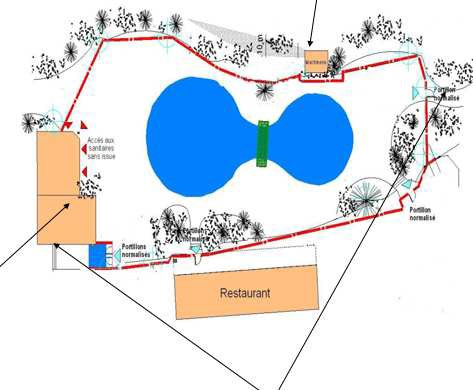 10 m
Machinerie
Portillon
normalisé
Accès aux
sanitaires
sans issue
Portillon
normalisé
Portillon
normalisé
Portillons
normalisés
Restaurant